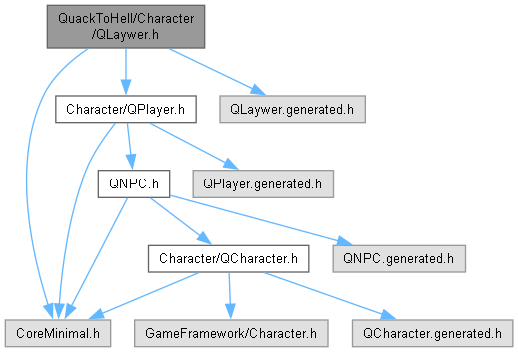 QuackToHell/Character
/QLaywer.h
Character/QPlayer.h
QLaywer.generated.h
QNPC.h
QPlayer.generated.h
Character/QCharacter.h
QNPC.generated.h
CoreMinimal.h
GameFramework/Character.h
QCharacter.generated.h